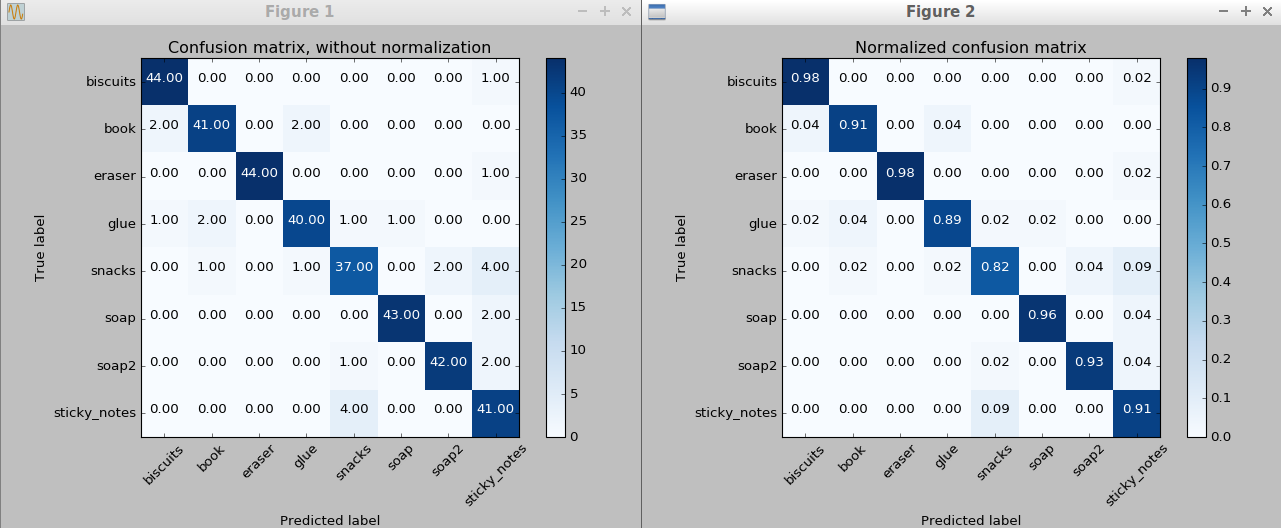 Figure 1
Confusion matrix, without normalization
biscuits 44.00 0.00 0.00 0.00 0.00 0.00 0.00 1.00
book 2.00 41.00 0.00 2.00 0.00 0.00 0.00 0.00
eraser 0.00 0.00 44.00 0.00 0.00 0.00 0.00 1.00
glue 1.00 2.00 0.00 40.00 1.00 1.00 0.00 0.00
snacks 0.00 1.00 0.00 1.00 37.00 0.00 2.00 4.00
soap 0.00 0.00 0.00 0.00 0.00 43.00 0.00 2.00
soap2 0.00 0.00 0.00 0.00 1.00 0.00 42.00 2.00
sticky_notes 0.00 0.00 0.00 0.00 4.00 0.00 0.00 41.00
True label
biscuits book eraser glue snacks soap soap2 sticky_notes
Predicted label
40
35
30
25
20
15
10
5
0
Figure 2
Normalized confusion matrix
biscuits 0.98 0.00 0.00 0.00 0.00 0.00 0.00 0.02
book 0.04 0.91 0.00 0.04 0.00 0.00 0.00 0.00
eraser 0.00 0.00 0.98 0.00 0.00 0.00 0.00 0.02
glue 0.02 0.04 0.00 0.89 0.02 0.02 0.00 0.00
snacks 0.00 0.02 0.00 0.02 0.82 0.00 0.04 0.09
soap 0.00 0.00 0.00 0.00 0.00 0.96 0.00 0.04
soap2 0.00 0.00 0.00 0.00 0.02 0.00 0.93 0.04
sticky_notes 0.00 0.00 0.00 0.00 0.09 0.00 0.00 0.91
True label
biscuits book eraser glue snacks soap soap2 sticky_notes
Predicted label
0.9
0.8
0.7
0.6
0.5
0.4
0.3
0.2
0.1
0.0